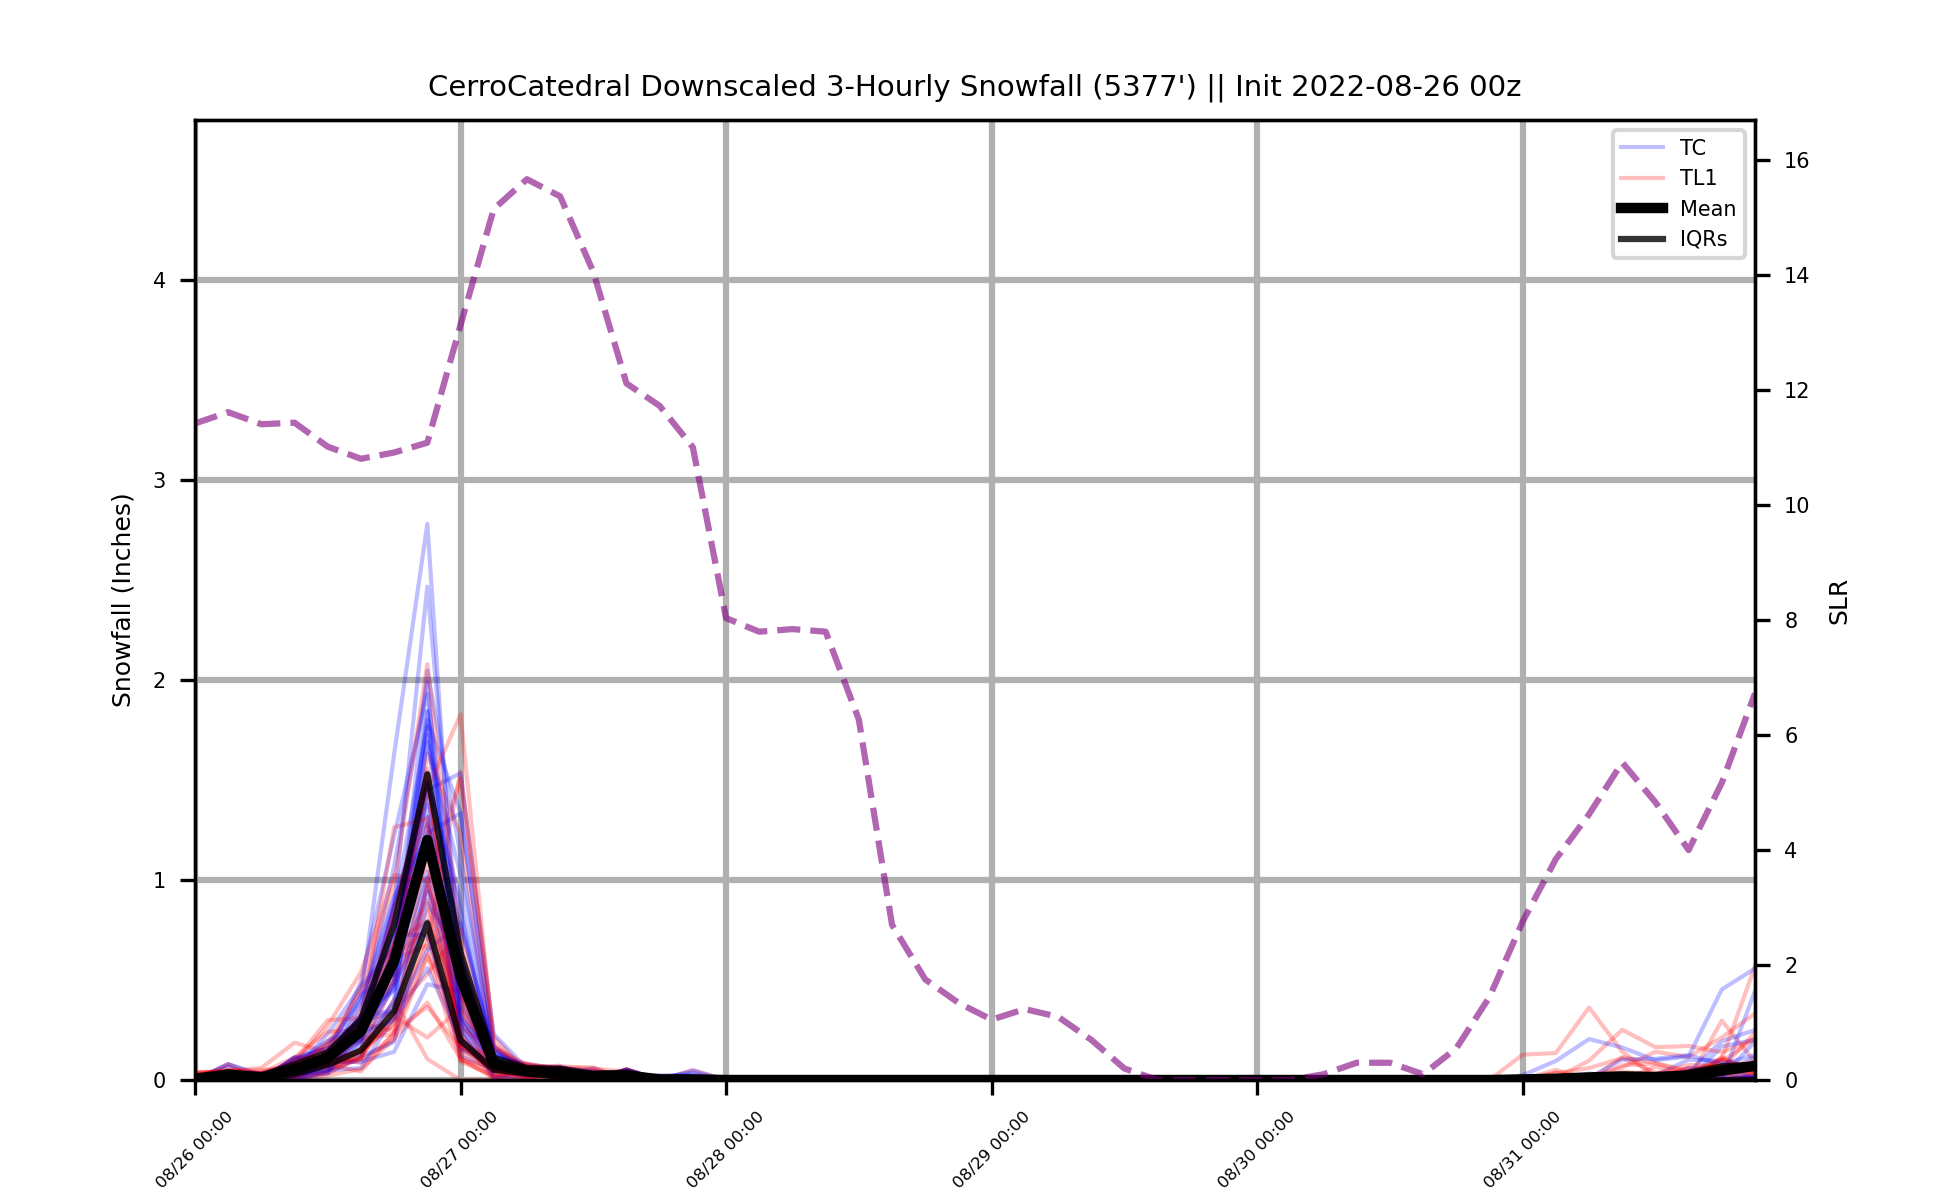 CerroCatedral Downscaled 3-Hourly Snowfall (5377') || Init 2022-08-26 00z
TC
TL1
Mean
IQRs
Snowfall (Inches)
4
3
2
1
0
16
14
12
10
8
6
4
2
0
SLR
08/26 00:00
08/27 00:00
08/28 00:00
08/29 00:00
08/30 00:00
08/31 00:00